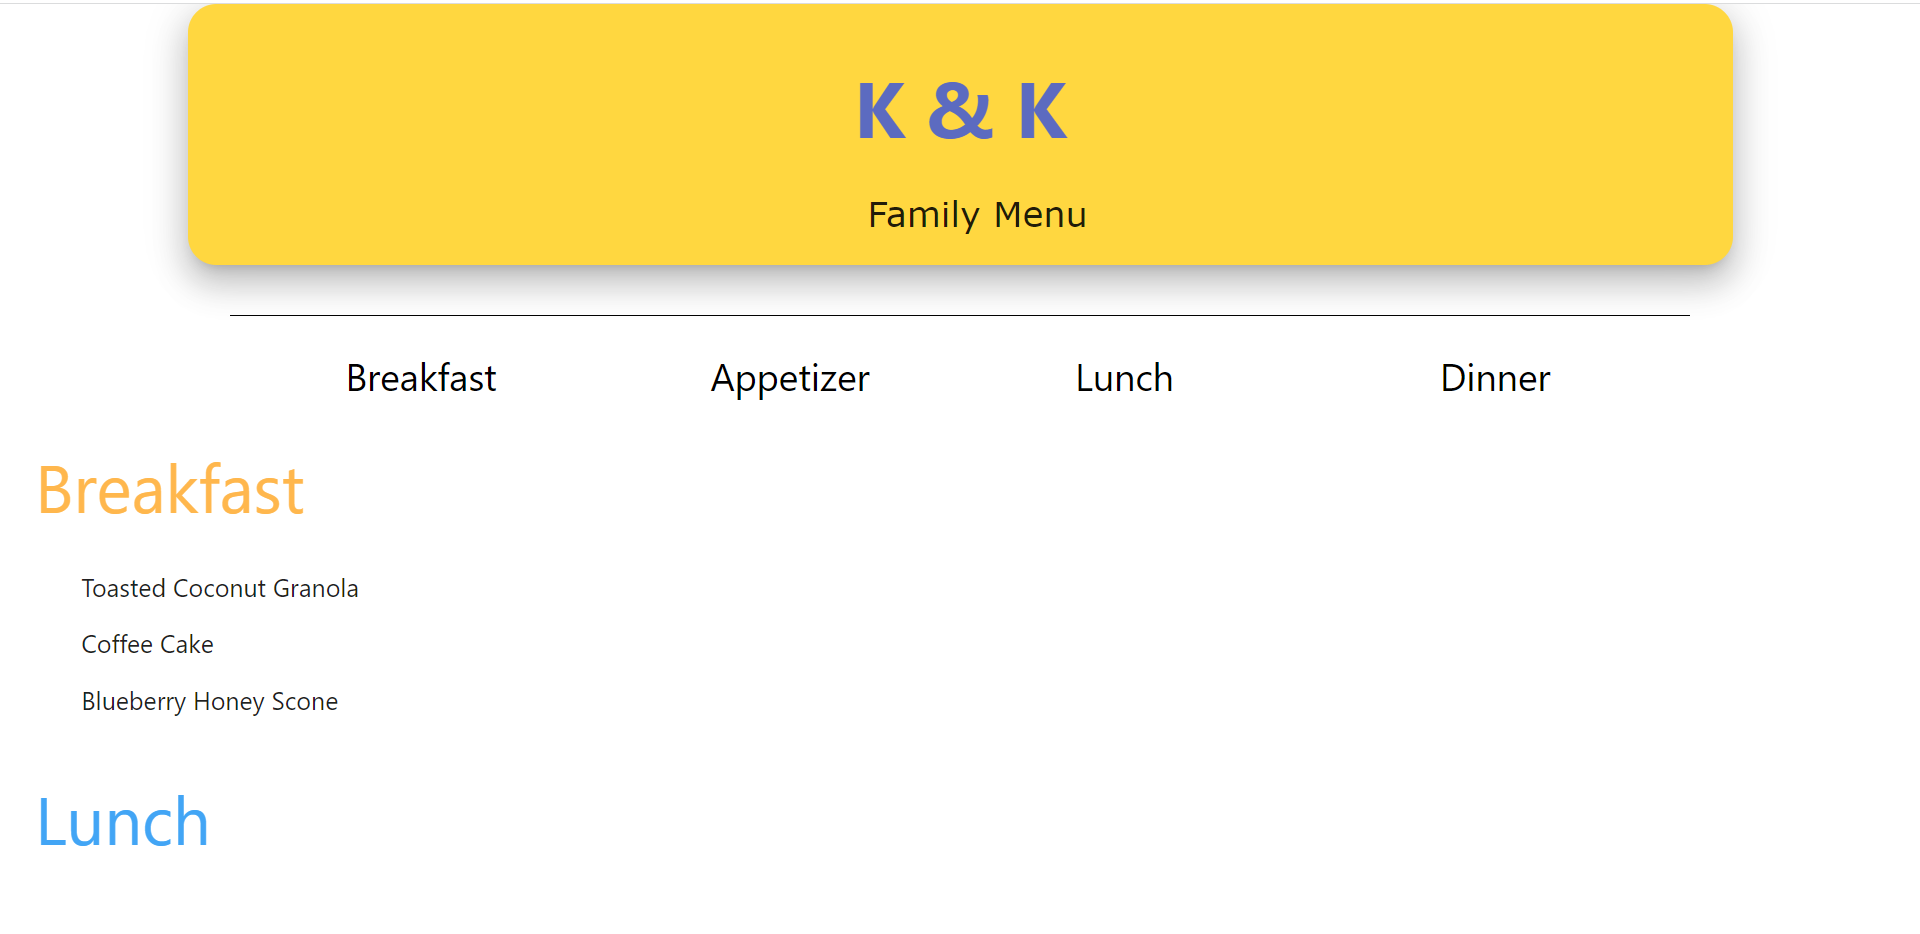 K & K
Family Menu
Breakfast Appetizer Lunch Dinner
Breakfast
Toasted Coconut Granola
Coffee Cake
Blueberry Honey Scone
Lunch